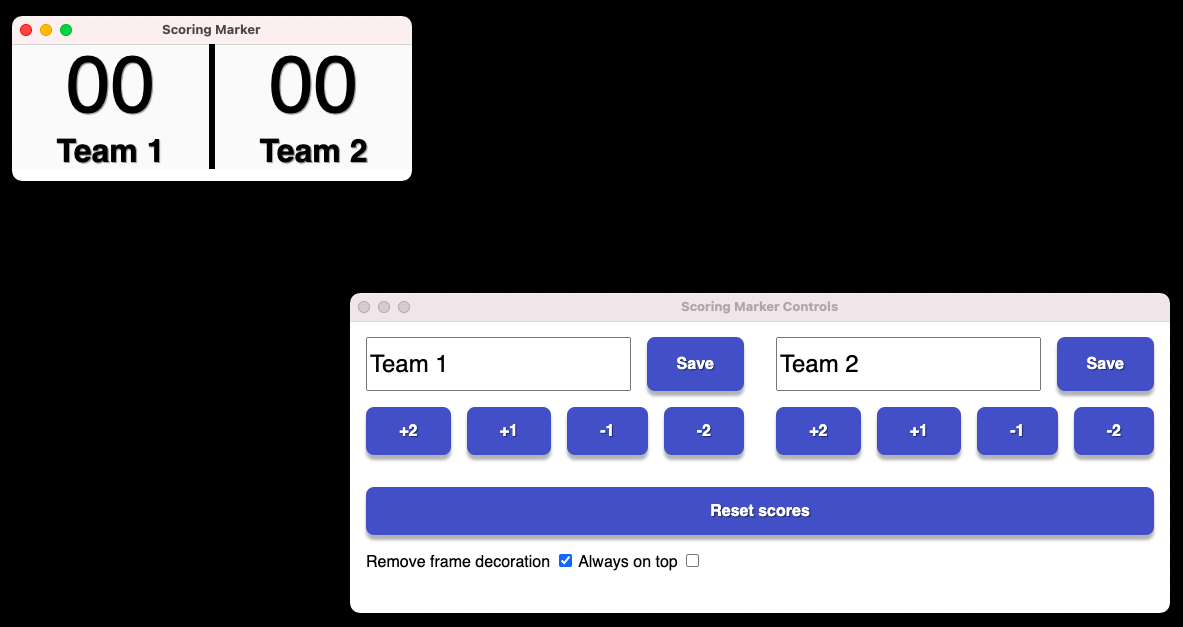 Scoring Marker
00 00
Team 1 Team 2
Scoring Marker Controls
Team 1 Save Team 2 Save
+2 +1 -1 -2 +2 +1 -1 -2
Reset scores
Remove frame decoration Always on top